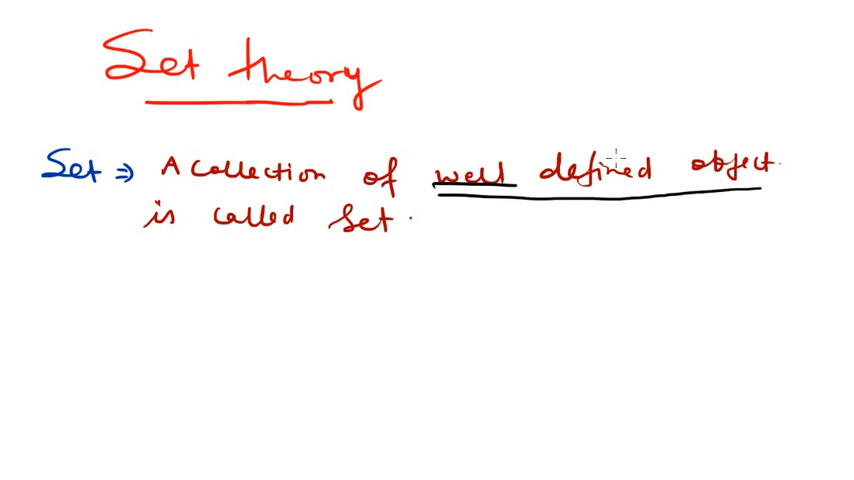 Set theory
Set ⇒ A collection of well defined object.
is called Set.